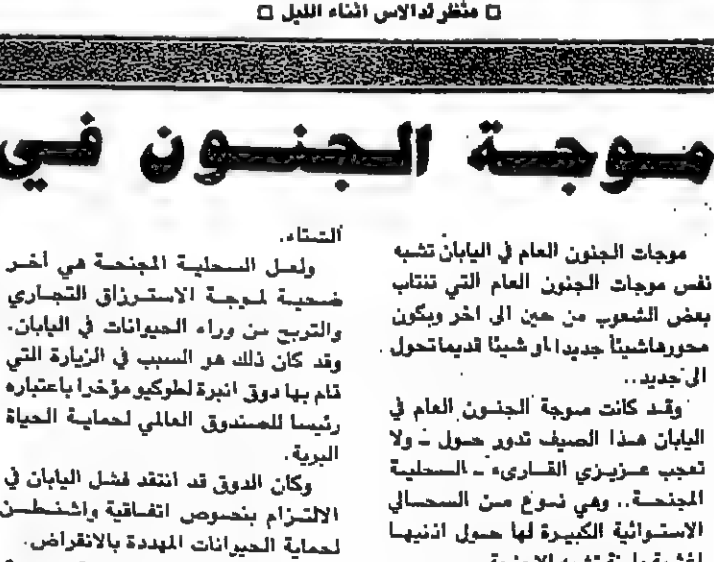 □ منظر لدالاس اثناء الليل □
موجة الجنون في
موجات الجنون العام في اليابان تشبه
نفس موجات الجنون العام التي تنتاب
بعض الشعوب من حين الى اخر ويكون
محورها شيئا جديدا او شيئا قديما تحول
الى جديد..
وقد كانت موجة الجنون العام في
اليابان هذا الصيف تدور حول - ولا
تعجب عزيزي القارىء - السحلية
المجنحة.. وهي نوع من السحالي
الاستوائية الكبيرة لها حولى اذنيها
الشتاء.
ولعل السحلية المجنحة هي أخر
ضحية لموجة الاسترزاق التجاري
والتربح من وراء الحيوانات في اليابان.
وقد كان ذلك هو السبب في الزيارة التي
قام بها دوق انبرة لطوكيو مؤخرا باعتباره
رئيسا للصندوق العالمي لحماية الحياة
البرية.
وكان الدوق قد انتقد فشل اليابان في
الالتزام بنصوص اتفاقية واشنطن
لحماية الحيوانات المهددة بالانقراض.